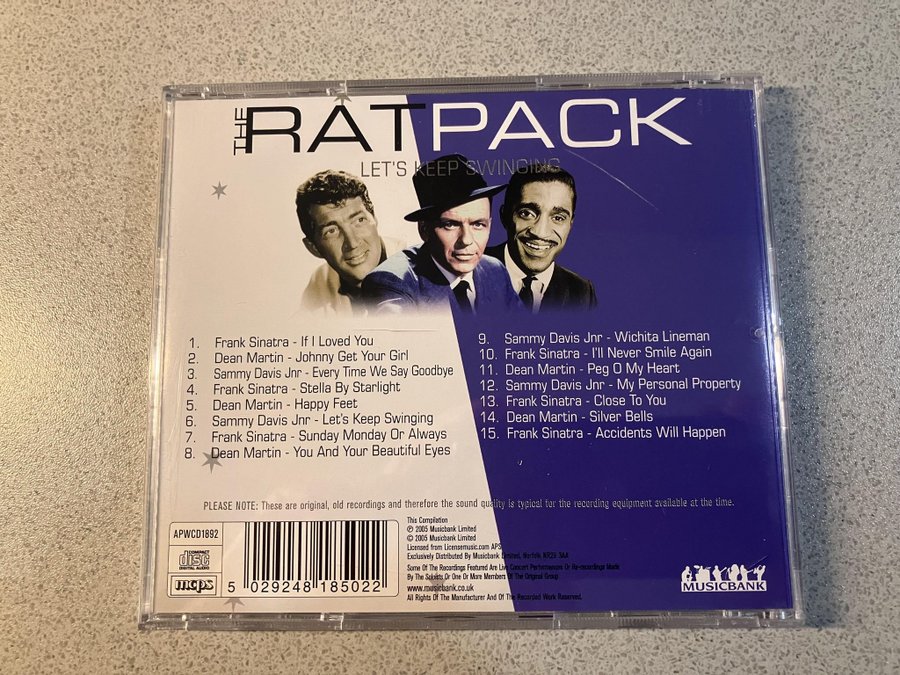 THE RATPACK
LET'S KEEP SWINGING
1. Frank Sinatra - If I Loved You
2. Dean Martin - Johnny Get Your Girl
3. Sammy Davis Jnr - Every Time We Say Goodbye
4. Frank Sinatra - Stella By Starlight
5. Dean Martin - Happy Feet
6. Sammy Davis Jnr - Let's Keep Swinging
7. Frank Sinatra - Sunday Monday Or Always
8. Dean Martin - You And Your Beautiful Eyes
9. Sammy Davis Jnr - Wichita Lineman
10. Frank Sinatra - I'll Never Smile Again
11. Dean Martin - Peg O My Heart
12. Sammy Davis Jnr - My Personal Property
13. Frank Sinatra - Close To You
14. Dean Martin - Silver Bells
15. Frank Sinatra - Accidents Will Happen
PLEASE NOTE: These are original, old recordings and therefore the sound quality is typical for the recording equipment available at the time.
APWCD1892
COMPACT
disc
DIGITAL AUDIO
mcps
5 029248 185022
This Compilation
℗ 2005 Musicbank Limited
© 2005 Musicbank Limited
Licensed from Licensemusic.com APS
Exclusively Distributed By Musicbank Limited, Norfolk NR29 3AA
Some Of The Recordings Featured Are Live Concert Performances Or Re-recordings Made
By The Soloists Or One Or More Members Of The Original Group
www.musicbank.co.uk
All Rights Of The Manufacturer And Of The Recorded Work Reserved.
MUSICBANK